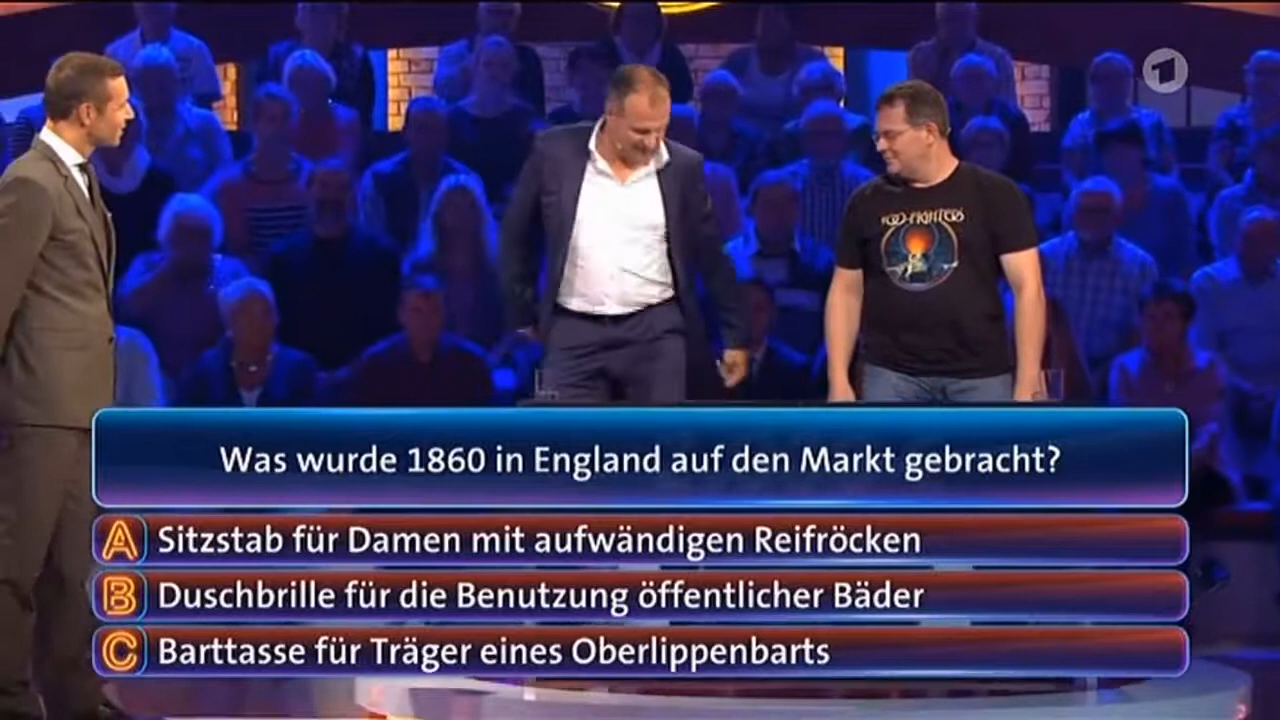 FOO FIGHTERS
Was wurde 1860 in England auf den Markt gebracht?
A Sitzstab für Damen mit aufwändigen Reifröcken
B Duschbrille für die Benutzung öffentlicher Bäder
C Barttasse für Träger eines Oberlippenbarts